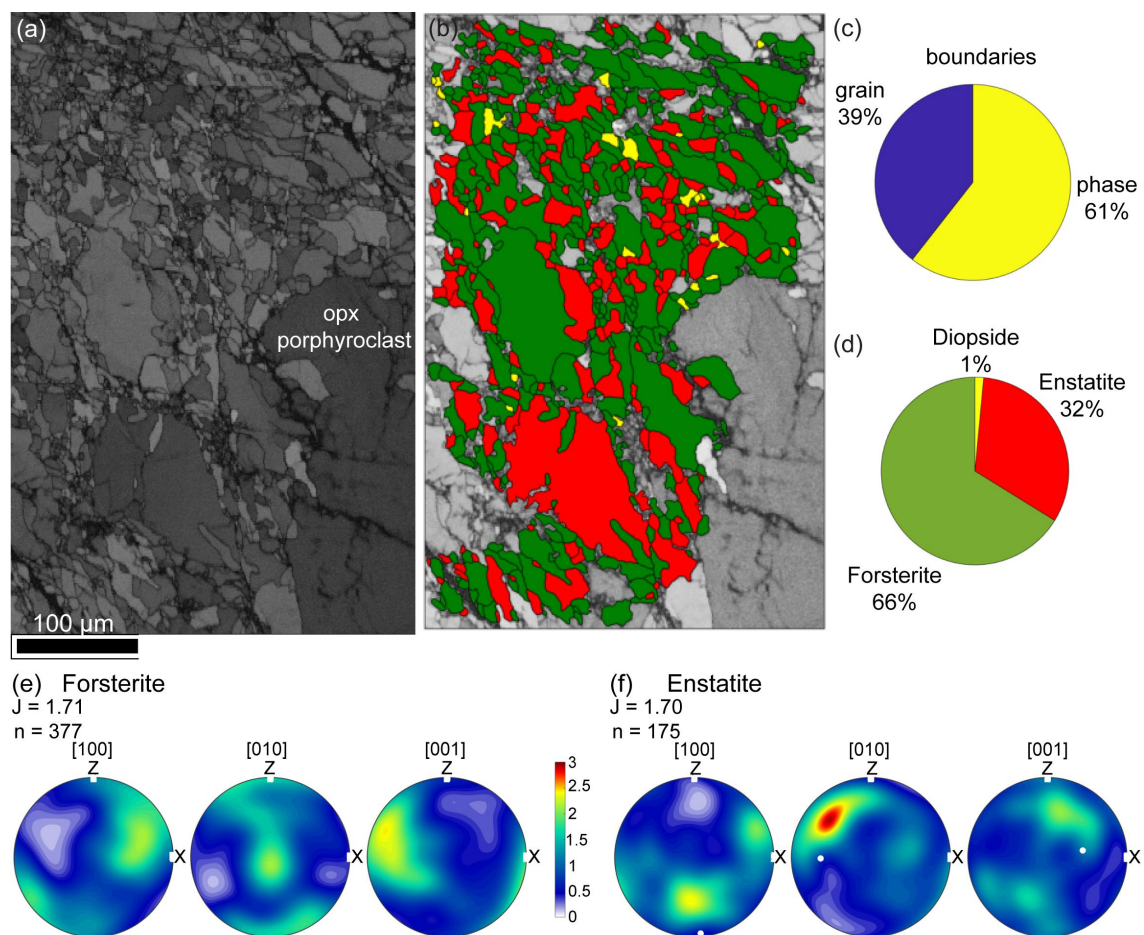 (a)
opx
porphyroclast
100 µm
(b)
(c)
boundaries
grain
39%
phase
61%
(d)
Diopside
1%
Enstatite
32%
Forsterite
66%
(e) Forsterite
J = 1.71
n = 377
[100] [010] [001]
Z Z Z
X X X
3
2.5
2
1.5
1
0.5
0
(f) Enstatite
J = 1.70
n = 175
[100] [010] [001]
Z Z Z
X X X